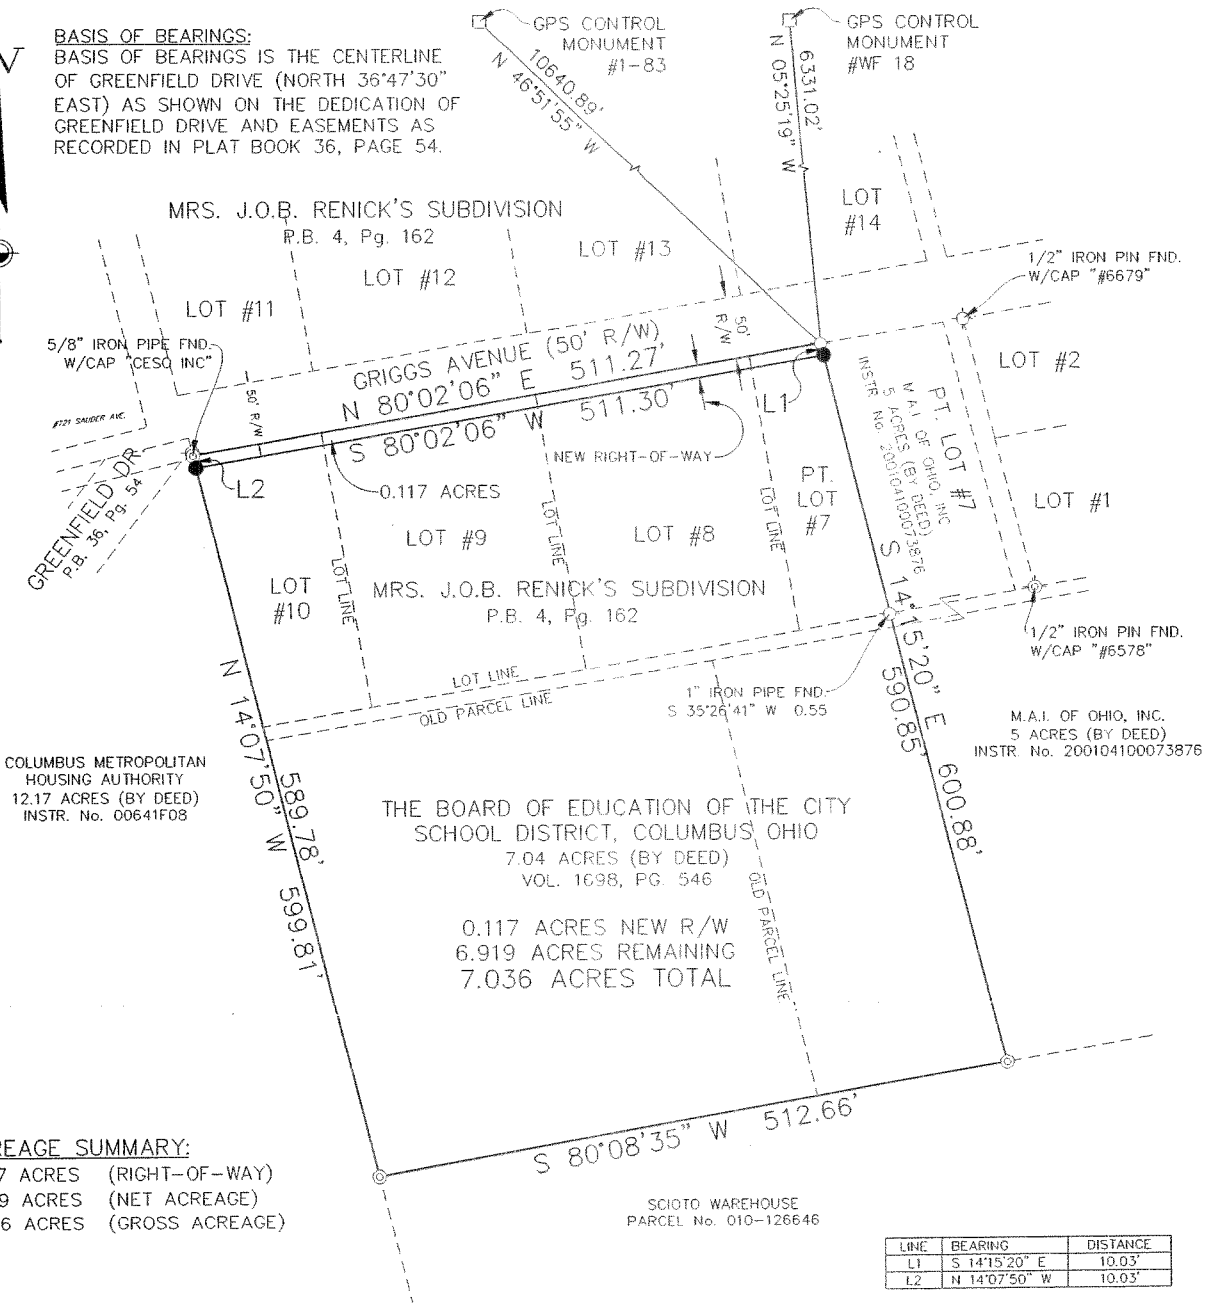 BASIS OF BEARINGS:
BASIS OF BEARINGS IS THE CENTERLINE
OF GREENFIELD DRIVE (NORTH 36°47'30"
EAST) AS SHOWN ON THE DEDICATION OF
GREENFIELD DRIVE AND EASEMENTS AS
RECORDED IN PLAT BOOK 36, PAGE 54.
GPS CONTROL
MONUMENT
#1-83
GPS CONTROL
MONUMENT
#WF 18
10640.89'
N 46°51'55" W
6331.02'
N 05°25'19" W
MRS. J.O.B. RENICK'S SUBDIVISION
P.B. 4, Pg. 162
LOT #11
LOT #12
LOT #13
LOT
#14
1/2" IRON PIN FND.
W/CAP "#6679"
5/8" IRON PIPE FND.
W/CAP "CESO INC"
#721 SAUDER AVE.
50' R/W
50'
R/W
GRIGGS AVENUE (50' R/W)
N 80°02'06" E 511.27'
S 80°02'06" W 511.30'
L1
L2
NEW RIGHT-OF-WAY
0.117 ACRES
GREENFIELD DR
P.B. 36, Pg. 54
LOT #2
LOT #1
PT. LOT #7
M.A.I. OF OHIO, INC.
5 ACRES (BY DEED)
INSTR. No. 200104100073876
PT.
LOT
#7
LOT #8
LOT #9
LOT
#10
LOT LINE
LOT LINE
LOT LINE
MRS. J.O.B. RENICK'S SUBDIVISION
P.B. 4, Pg. 162
LOT LINE
OLD PARCEL LINE
1" IRON PIPE FND.
S 35°26'41" W 0.55
1/2" IRON PIN FND.
W/CAP "#6578"
S 14°15'20" E 600.88'
590.85'
M.A.I. OF OHIO, INC.
5 ACRES (BY DEED)
INSTR. No. 200104100073876
N 14°07'50" W 599.81'
589.78'
COLUMBUS METROPOLITAN
HOUSING AUTHORITY
12.17 ACRES (BY DEED)
INSTR. No. 00641F08
THE BOARD OF EDUCATION OF THE CITY
SCHOOL DISTRICT, COLUMBUS OHIO
7.04 ACRES (BY DEED)
VOL. 1698, PG. 546
0.117 ACRES NEW R/W
6.919 ACRES REMAINING
7.036 ACRES TOTAL
OLD PARCEL LINE
S 80°08'35" W 512.66'
REAGE SUMMARY:
7 ACRES (RIGHT-OF-WAY)
9 ACRES (NET ACREAGE)
6 ACRES (GROSS ACREAGE)
SCIOTO WAREHOUSE
PARCEL No. 010-126646
LINE BEARING DISTANCE
L1 S 14°15'20" E 10.03'
L2 N 14°07'50" W 10.03'